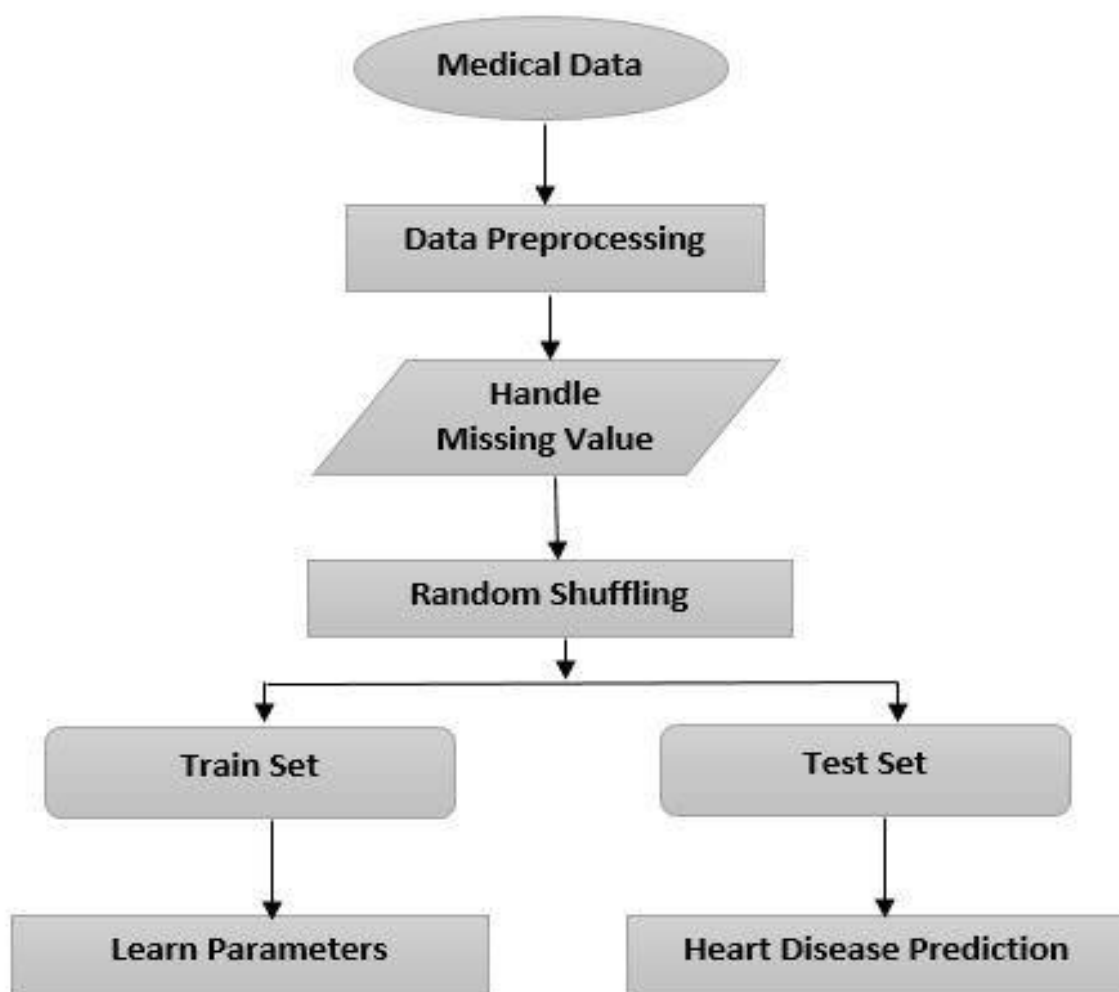 Medical Data
Data Preprocessing
Handle
Missing Value
Random Shuffling
Train Set
Test Set
Learn Parameters
Heart Disease Prediction